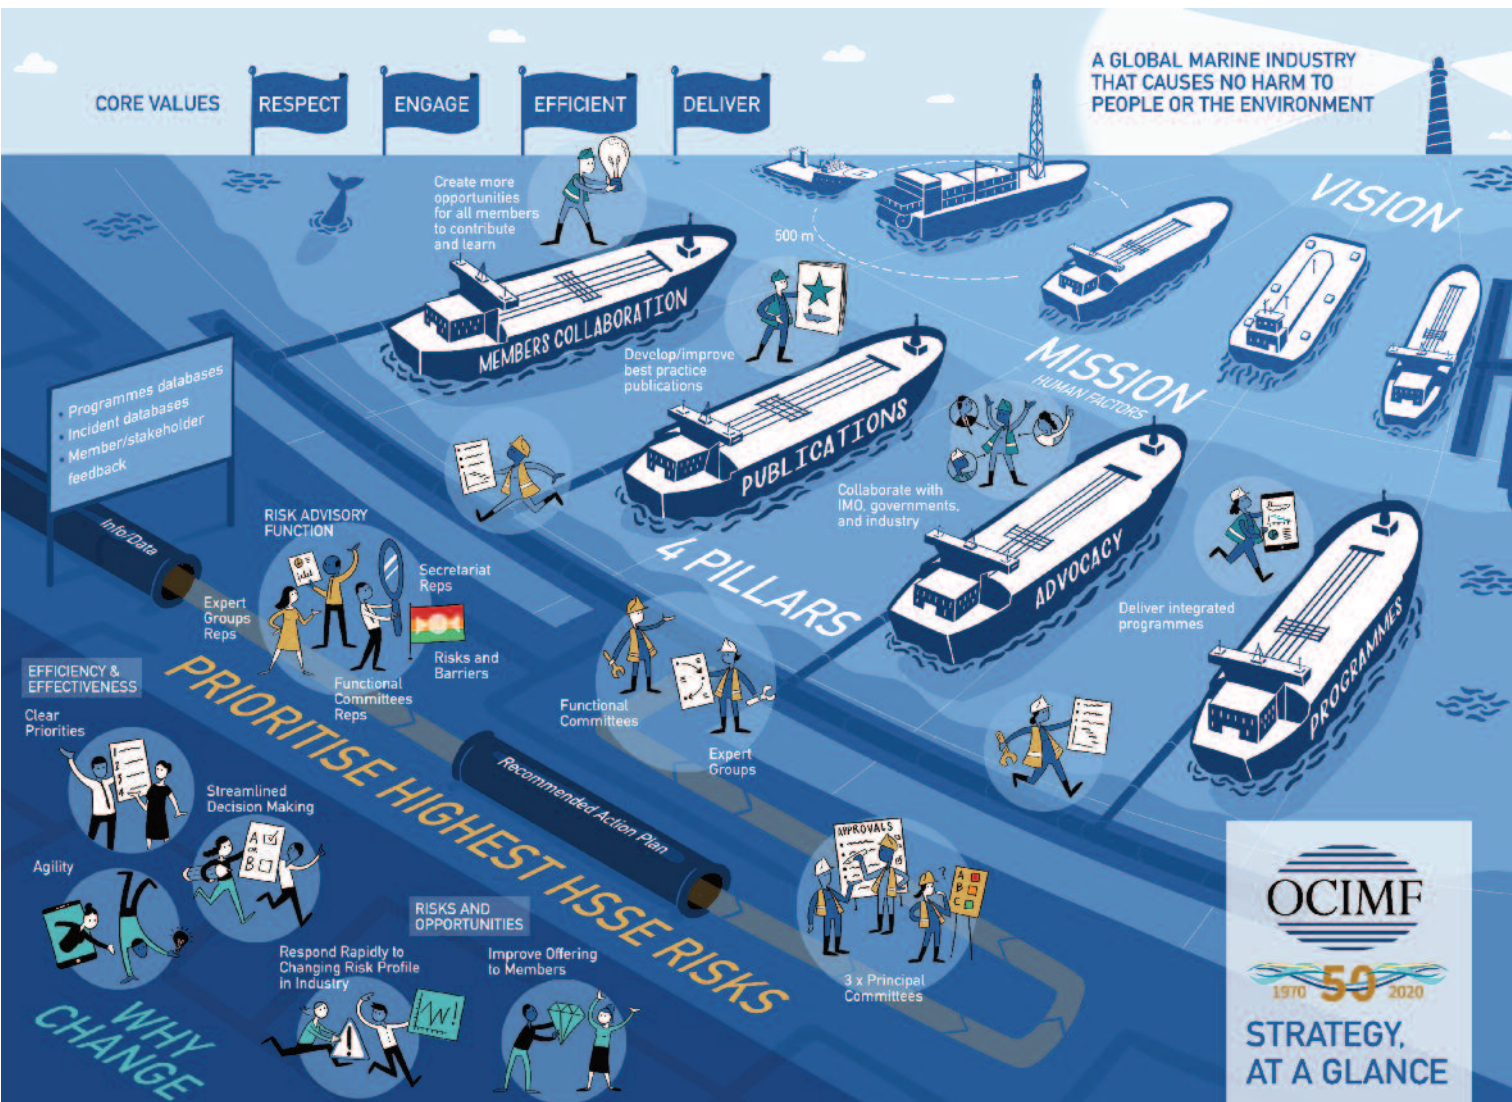 CORE VALUES
RESPECT
ENGAGE
EFFICIENT
DELIVER
A GLOBAL MARINE INDUSTRY
THAT CAUSES NO HARM TO
PEOPLE OR THE ENVIRONMENT
VISION
Create more
opportunities
for all members
to contribute
and learn
500 m
MEMBERS COLLABORATION
Develop/improve
best practice
publications
MISSION
HUMAN FACTORS
PUBLICATIONS
• Programmes databases
• Incident databases
• Member/stakeholder
feedback
Collaborate with
IMO, governments,
and industry
ADVOCACY
4 PILLARS
Deliver integrated
programmes
PROGRAMMES
Info/Data
RISK ADVISORY
FUNCTION
Secretariat
Reps
Expert
Groups
Reps
Risks and
Barriers
Functional
Committees
Reps
Functional
Committees
Expert
Groups
PRIORITISE HIGHEST HSSE RISKS
Recommended Action Plan
APPROVALS
A
B
C
?
3 x Principal
Committees
EFFICIENCY &
EFFECTIVENESS
Clear
Priorities
1
2
3
4
Streamlined
Decision Making
A
OR
B
Agility
RISKS AND
OPPORTUNITIES
Respond Rapidly to
Changing Risk Profile
in Industry
!
!
Improve Offering
to Members
WHY
CHANGE
OCIMF
1970 50 2020
STRATEGY,
AT A GLANCE